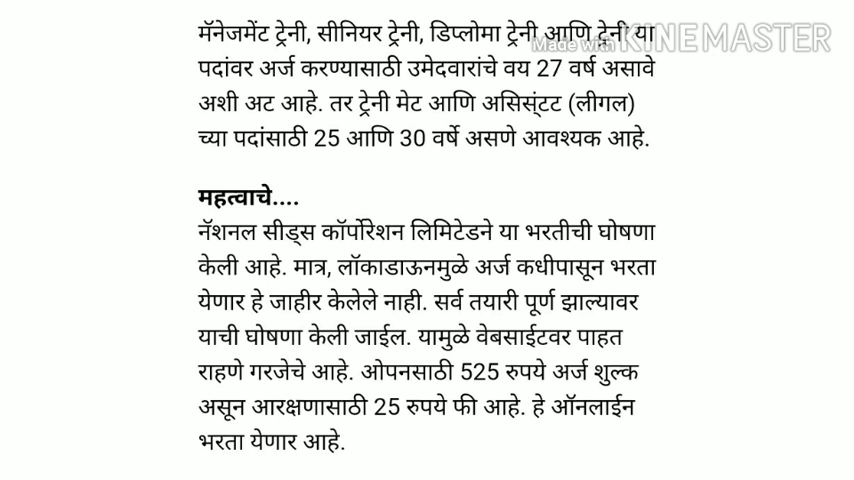 मॅनेजमेंट ट्रेनी, सीनियर ट्रेनी, डिप्लोमा ट्रेनी आणि ट्रेनी या
Made with KINEMASTER
पदांवर अर्ज करण्यासाठी उमेदवारांचे वय 27 वर्ष असावे
अशी अट आहे. तर ट्रेनी मेट आणि असिस्ंटट (लीगल)
च्या पदांसाठी 25 आणि 30 वर्षे असणे आवश्यक आहे.
महत्वाचे....
नॅशनल सीड्स कॉर्पोरेशन लिमिटेडने या भरतीची घोषणा
केली आहे. मात्र, लॉकाडाऊनमुळे अर्ज कधीपासून भरता
येणार हे जाहीर केलेले नाही. सर्व तयारी पूर्ण झाल्यावर
याची घोषणा केली जाईल. यामुळे वेबसाईटवर पाहत
राहणे गरजेचे आहे. ओपनसाठी 525 रुपये अर्ज शुल्क
असून आरक्षणासाठी 25 रुपये फी आहे. हे ऑनलाईन
भरता येणार आहे.